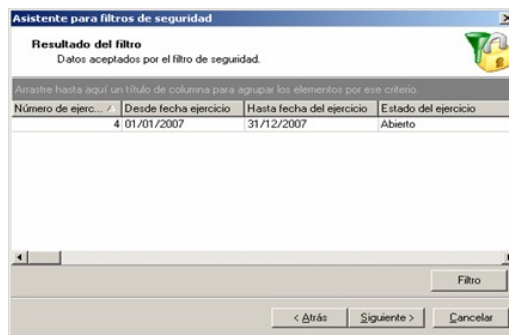 Asistente para filtros de seguridad
Resultado del filtro
Datos aceptados por el filtro de seguridad.
Arrastre hasta aquí un título de columna para agrupar los elementos por ese criterio.
Número de ejerc... Desde fecha ejercicio Hasta fecha del ejercicio Estado del ejercicio
4 01/01/2007 31/12/2007 Abierto
Filtro
< Atrás Siguiente > Cancelar